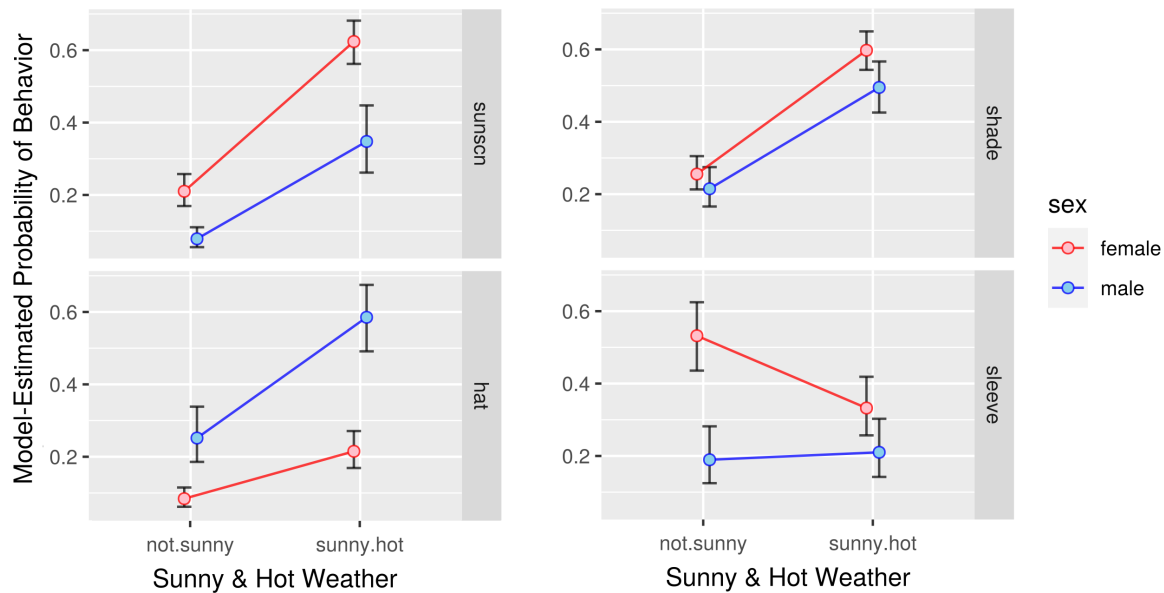 Model-Estimated Probability of Behavior
0.6
0.4
0.2
sunscn
0.6
0.4
0.2
hat
not.sunny
sunny.hot
Sunny & Hot Weather
0.6
0.4
0.2
shade
0.6
0.4
0.2
sleeve
not.sunny
sunny.hot
Sunny & Hot Weather
sex
female
male